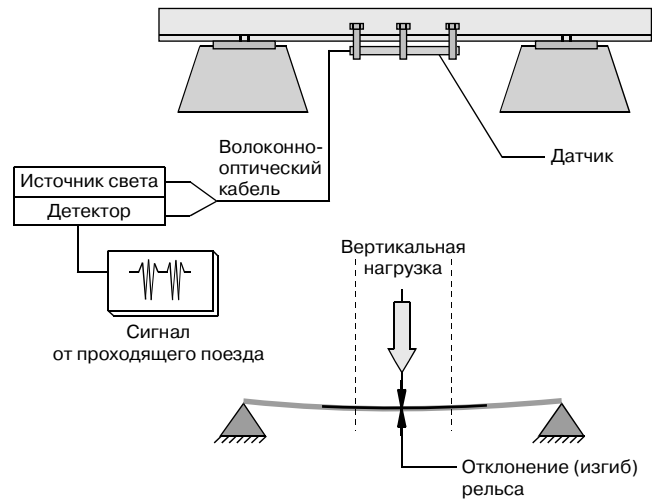 Волоконно-
оптический
кабель
Датчик
Источник света
Детектор
Вертикальная
нагрузка
Сигнал
от проходящего поезда
Отклонение (изгиб)
рельса